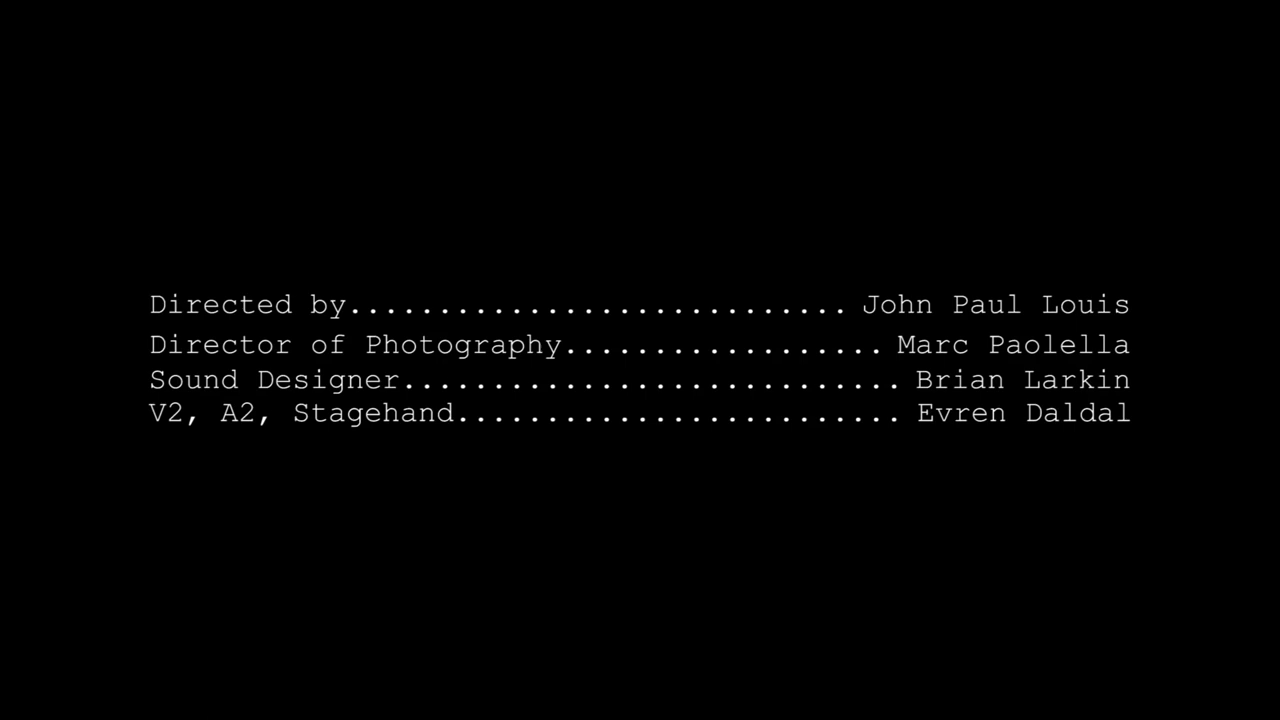 Directed by............................ John Paul Louis
Director of Photography.................. Marc Paolella
Sound Designer............................ Brian Larkin
V2, A2, Stagehand......................... Evren Daldal